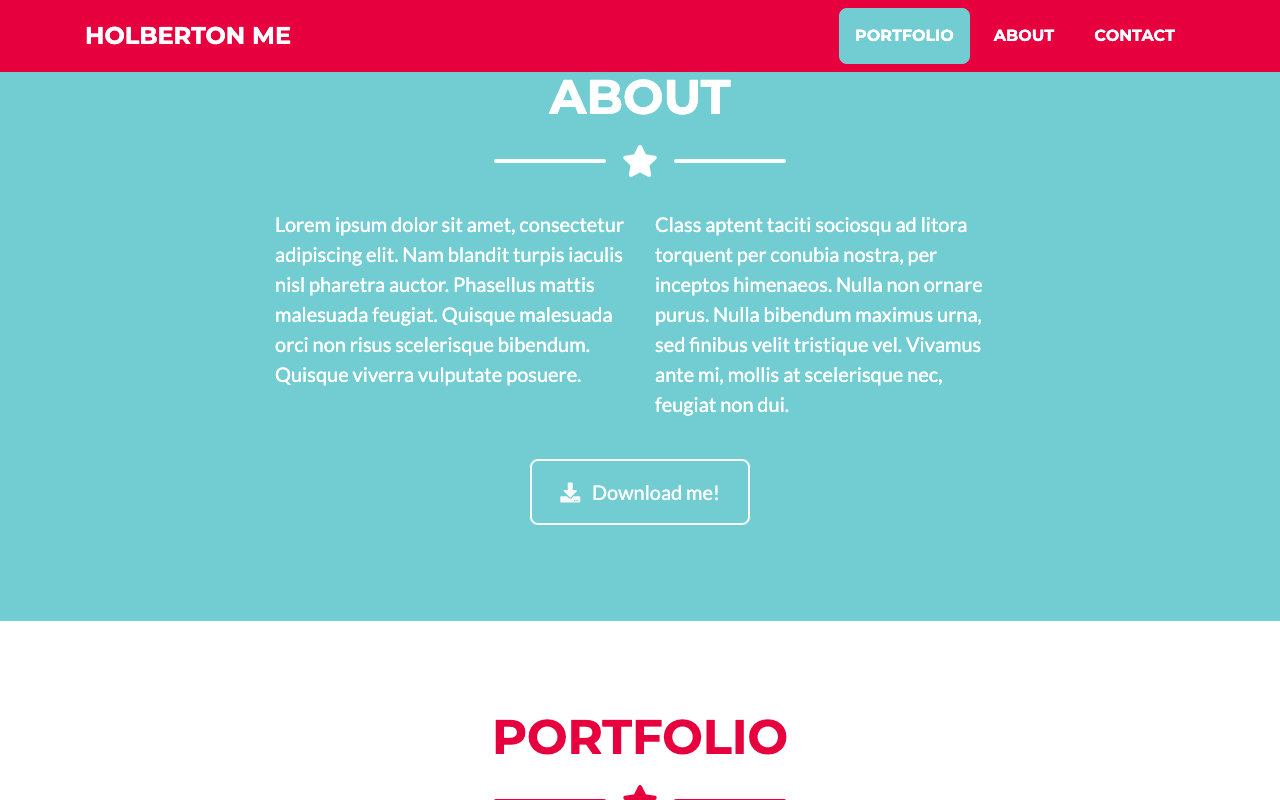 HOLBERTON ME
PORTFOLIO
ABOUT
CONTACT
ABOUT
Lorem ipsum dolor sit amet, consectetur
adipiscing elit. Nam blandit turpis iaculis
nisl pharetra auctor. Phasellus mattis
malesuada feugiat. Quisque malesuada
orci non risus scelerisque bibendum.
Quisque viverra vulputate posuere.
Class aptent taciti sociosqu ad litora
torquent per conubia nostra, per
inceptos himenaeos. Nulla non ornare
purus. Nulla bibendum maximus urna,
sed finibus velit tristique vel. Vivamus
ante mi, mollis at scelerisque nec,
feugiat non dui.
Download me!
PORTFOLIO